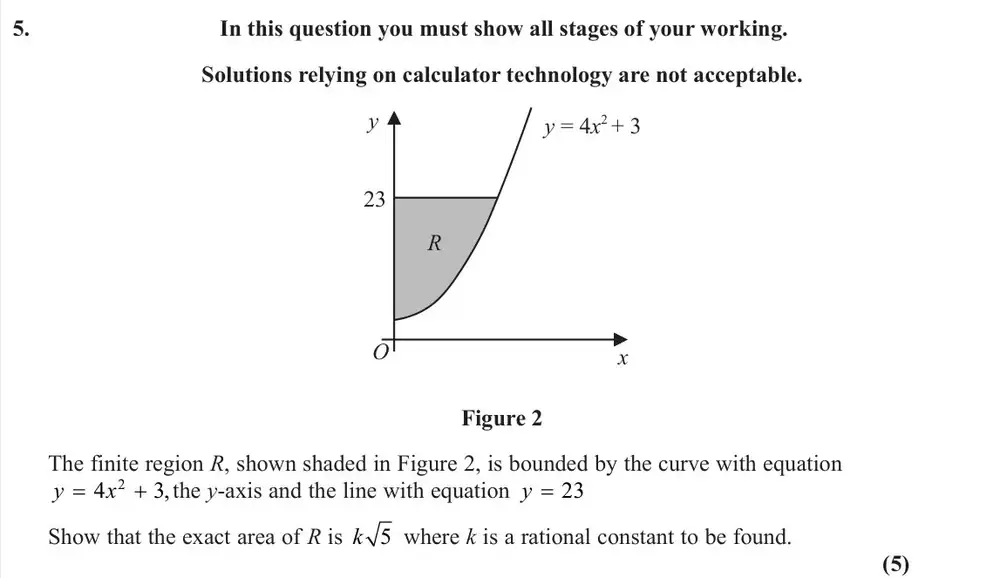 5.
In this question you must show all stages of your working.
Solutions relying on calculator technology are not acceptable.
y
y = 4x² + 3
23
R
O
x
Figure 2
The finite region R, shown shaded in Figure 2, is bounded by the curve with equation
y = 4x² + 3, the y-axis and the line with equation y = 23
Show that the exact area of R is k√5 where k is a rational constant to be found.
(5)